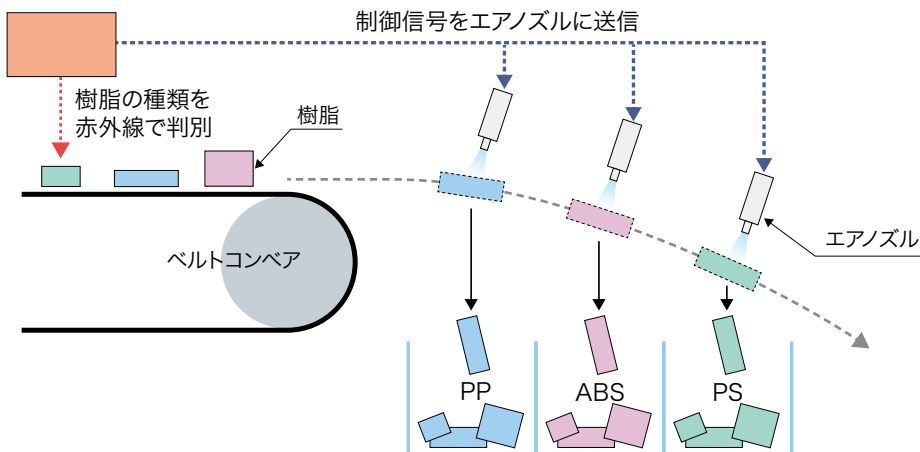 制御信号をエアノズルに送信
樹脂の種類を
赤外線で判別
樹脂
エアノズル
ベルトコンベア
PP
ABS
PS